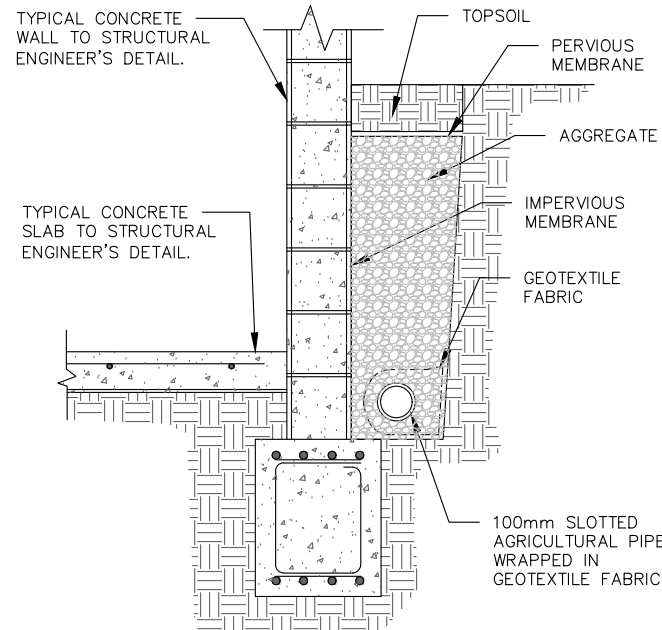 TYPICAL CONCRETE
WALL TO STRUCTURAL
ENGINEER'S DETAIL.
TOPSOIL
PERVIOUS
MEMBRANE
AGGREGATE
TYPICAL CONCRETE
SLAB TO STRUCTURAL
ENGINEER'S DETAIL.
IMPERVIOUS
MEMBRANE
GEOTEXTILE
FABRIC
100mm SLOTTED
AGRICULTURAL PIPE
WRAPPED IN
GEOTEXTILE FABRIC